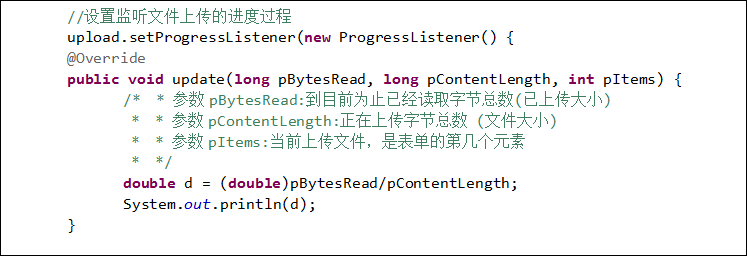 //设置监听文件上传的进度过程
upload.setProgressListener(new ProgressListener() {
@Override
public void update(long pBytesRead, long pContentLength, int pItems) {
/*  * 参数 pBytesRead:到目前为止已经读取字节总数(已上传大小)
*  * 参数 pContentLength:正在上传字节总数 (文件大小)
*  * 参数 pItems:当前上传文件，是表单的第几个元素
*  */
double d = (double)pBytesRead/pContentLength;
System.out.println(d);
}